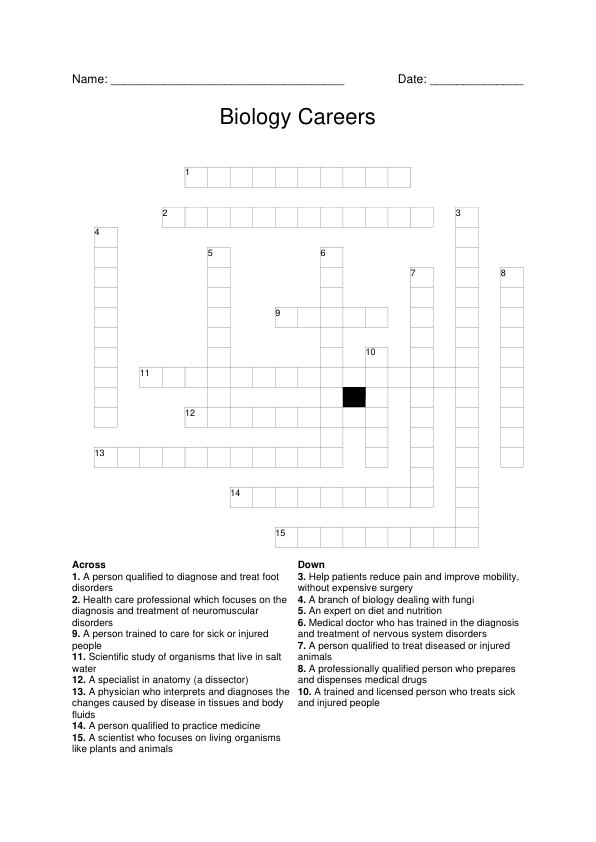 Name: ___________________________________ Date: ______________
Biology Careers
1
2 3
4
5 6
7 8
9
10
11
12
13
14
15
Across
1. A person qualified to diagnose and treat foot
disorders
2. Health care professional which focuses on the
diagnosis and treatment of neuromuscular
disorders
9. A person trained to care for sick or injured
people
11. Scientific study of organisms that live in salt
water
12. A specialist in anatomy (a dissector)
13. A physician who interprets and diagnoses the
changes caused by disease in tissues and body
fluids
14. A person qualified to practice medicine
15. A scientist who focuses on living organisms
like plants and animals
Down
3. Help patients reduce pain and improve mobility,
without expensive surgery
4. A branch of biology dealing with fungi
5. An expert on diet and nutrition
6. Medical doctor who has trained in the diagnosis
and treatment of nervous system disorders
7. A person qualified to treat diseased or injured
animals
8. A professionally qualified person who prepares
and dispenses medical drugs
10. A trained and licensed person who treats sick
and injured people